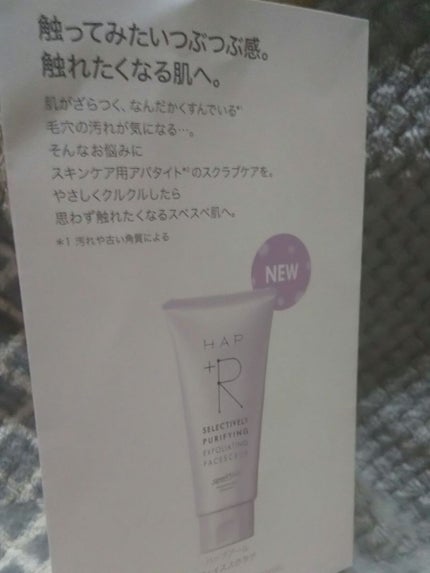 触ってみたいつぶつぶ感。
触れたくなる肌へ。
肌がざらつく、なんだかくすんでいる*¹
毛穴の汚れが気になる…。
そんなお悩みに
スキンケア用アパタイト*²のスクラブケアを。
やさしくクルクルしたら
思わず触れたくなるスベスベ肌へ。
*1 汚れや古い角質による
NEW
HAP
+R
SELECTIVELY
PURIFYING
EXFOLIATING
FACESCRUB